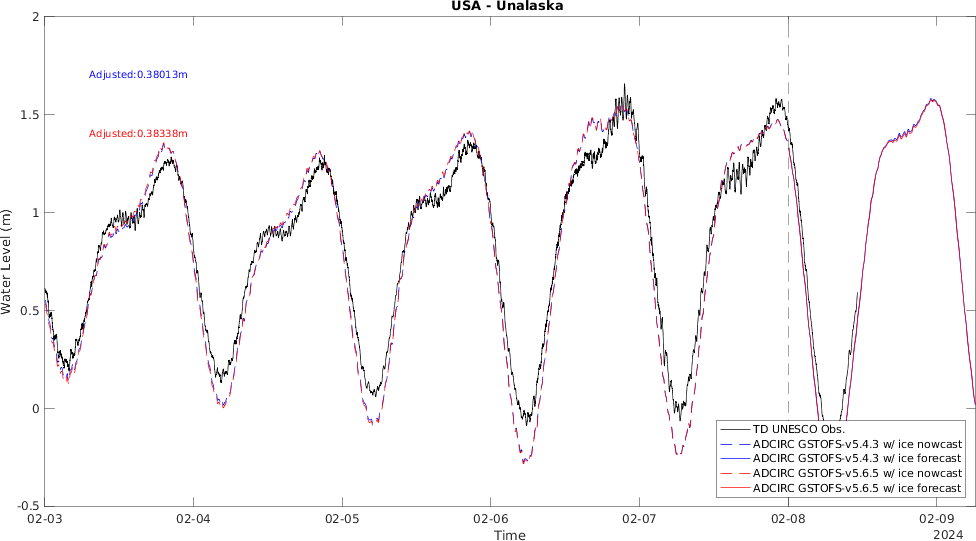 USA - Unalaska
2
1.5
1
0.5
0
-0.5
Water Level (m)
Adjusted:0.38013m
Adjusted:0.38338m
TD UNESCO Obs.
ADCIRC GSTOFS-v5.4.3 w/ ice nowcast
ADCIRC GSTOFS-v5.4.3 w/ ice forecast
ADCIRC GSTOFS-v5.6.5 w/ ice nowcast
ADCIRC GSTOFS-v5.6.5 w/ ice forecast
02-03 02-04 02-05 02-06 02-07 02-08 02-09
Time
2024